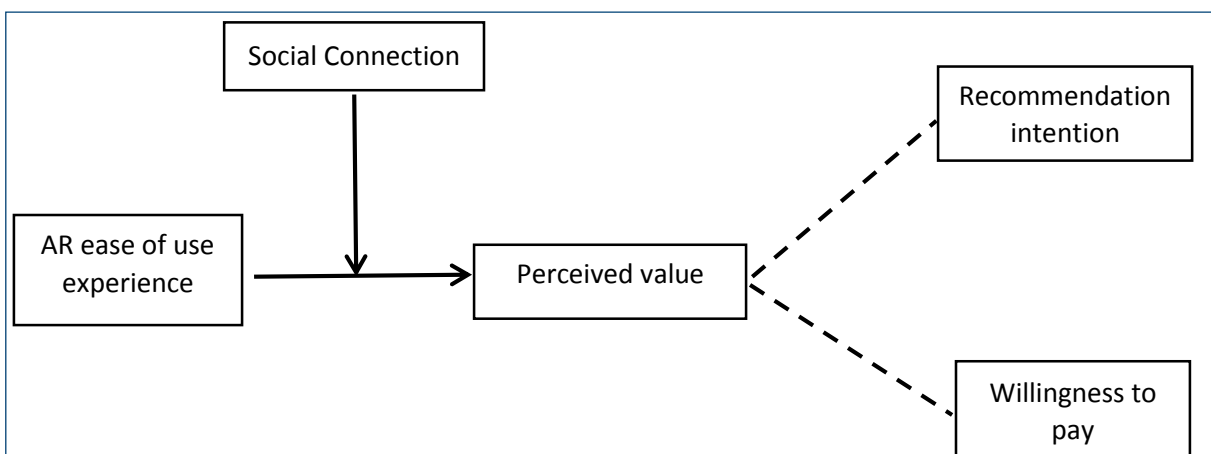 Social Connection
Recommendation
intention
AR ease of use
experience
Perceived value
Willingness to
pay